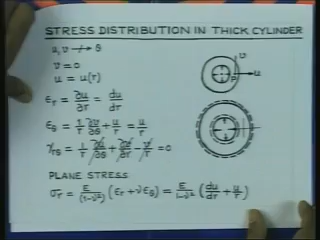 STRESS DISTRIBUTION IN THICK CYLINDER
u, v ↛ θ
v = 0
u = u(r)
εr = ∂u/∂r = du/dr
εθ = 1/r ∂v/∂θ + u/r = u/r
γrθ = 1/r ∂u/∂θ + ∂v/∂r - v/r = 0
PLANE STRESS
σr = E/(1-ν²) (εr + νεθ) = E/1-ν² (du/dr + u/r)
v
P
u